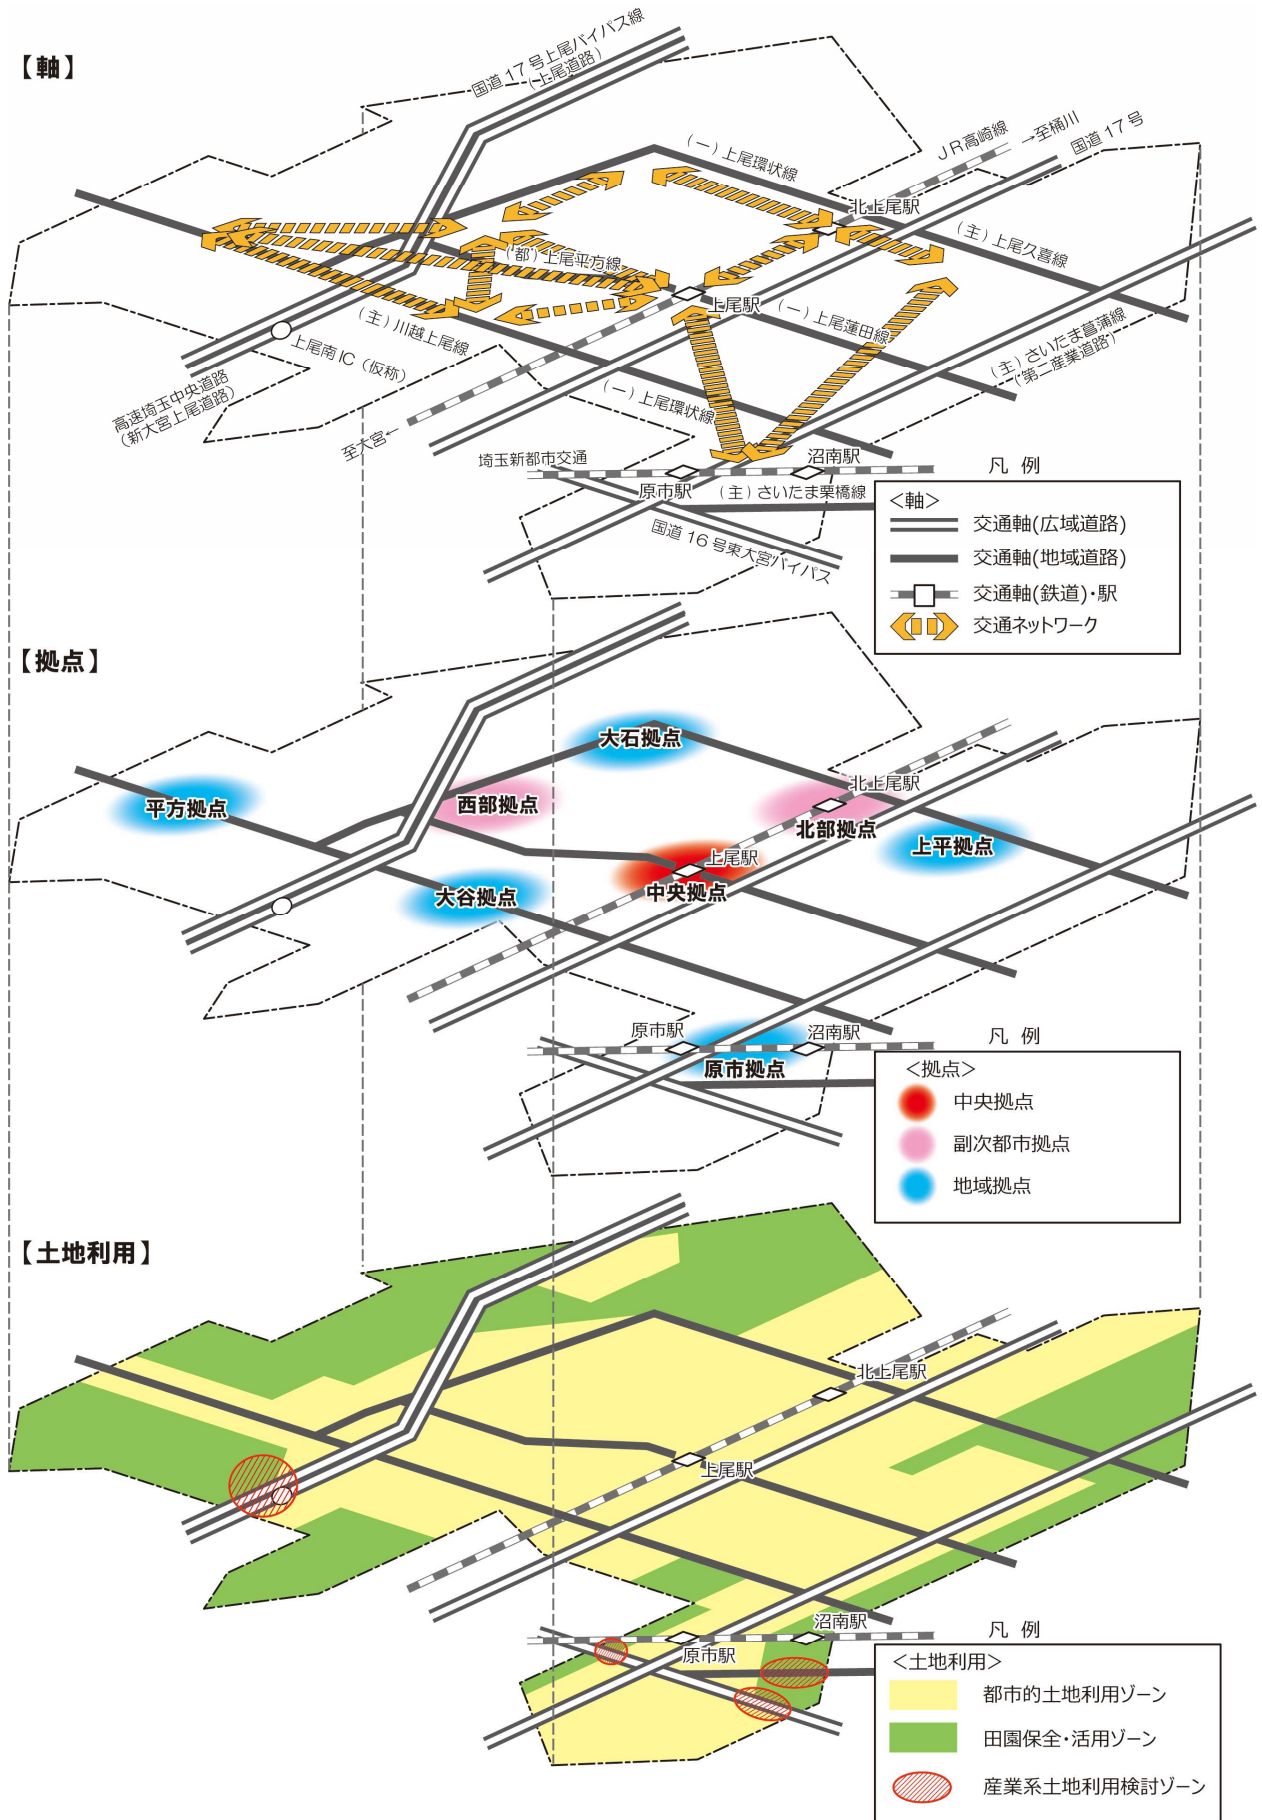 【軸】
国道17号上尾バイパス線
(上尾道路)
(一)上尾環状線
JR高崎線
→至桶川
国道17号
北上尾駅
(主)上尾久喜線
(都)上尾平方線
上尾駅
(一)上尾蓮田線
(主)さいたま菖蒲線
(第二産業道路)
(主)川越上尾線
上尾南IC(仮称)
高速埼玉中央道路
(新大宮上尾道路)
至大宮←
(一)上尾環状線
埼玉新都市交通
沼南駅
原市駅
(主)さいたま栗橋線
国道16号東大宮バイパス
凡 例
<軸>
交通軸(広域道路)
交通軸(地域道路)
交通軸(鉄道)・駅
交通ネットワーク
【拠点】
大石拠点
平方拠点
西部拠点
北上尾駅
北部拠点
上平拠点
上尾駅
中央拠点
大谷拠点
原市駅
沼南駅
原市拠点
凡 例
<拠点>
中央拠点
副次都市拠点
地域拠点
【土地利用】
北上尾駅
上尾駅
沼南駅
原市駅
凡 例
<土地利用>
都市的土地利用ゾーン
田園保全・活用ゾーン
産業系土地利用検討ゾーン